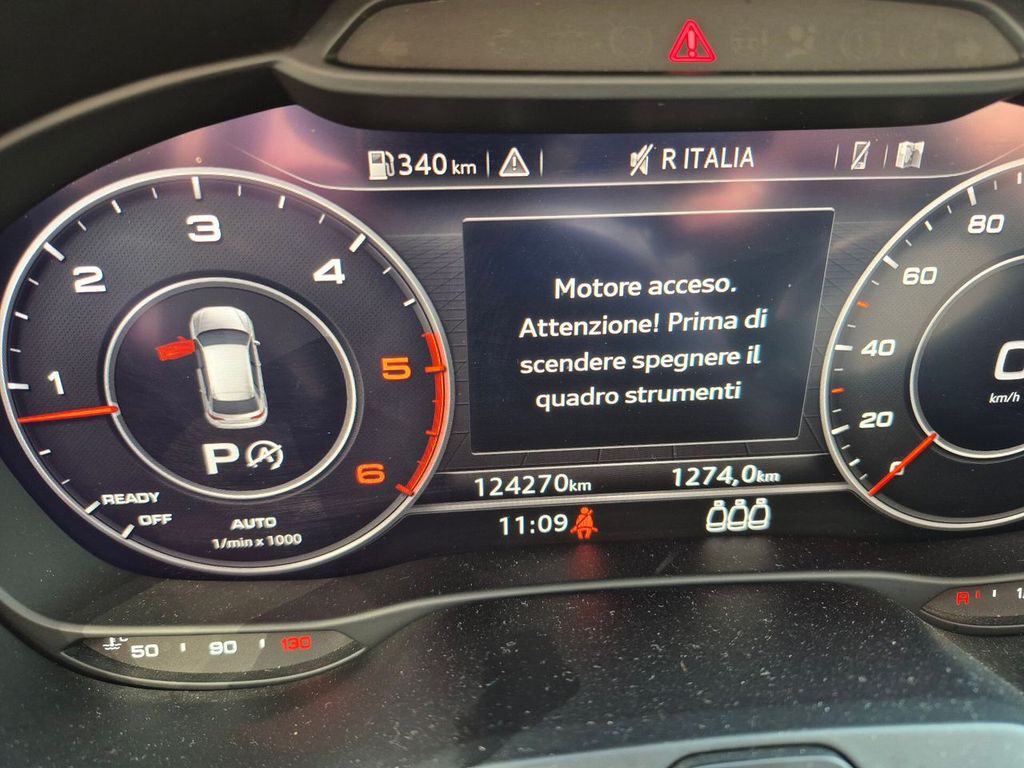 340 km
R ITALIA
Motore acceso.
Attenzione! Prima di
scendere spegnere il
quadro strumenti
1
2
3
4
5
6
P A
READY
OFF
AUTO
1/min x 1000
124270km
1274,0km
11:09
0
20
40
60
80
0
km/h
50
90
130
R